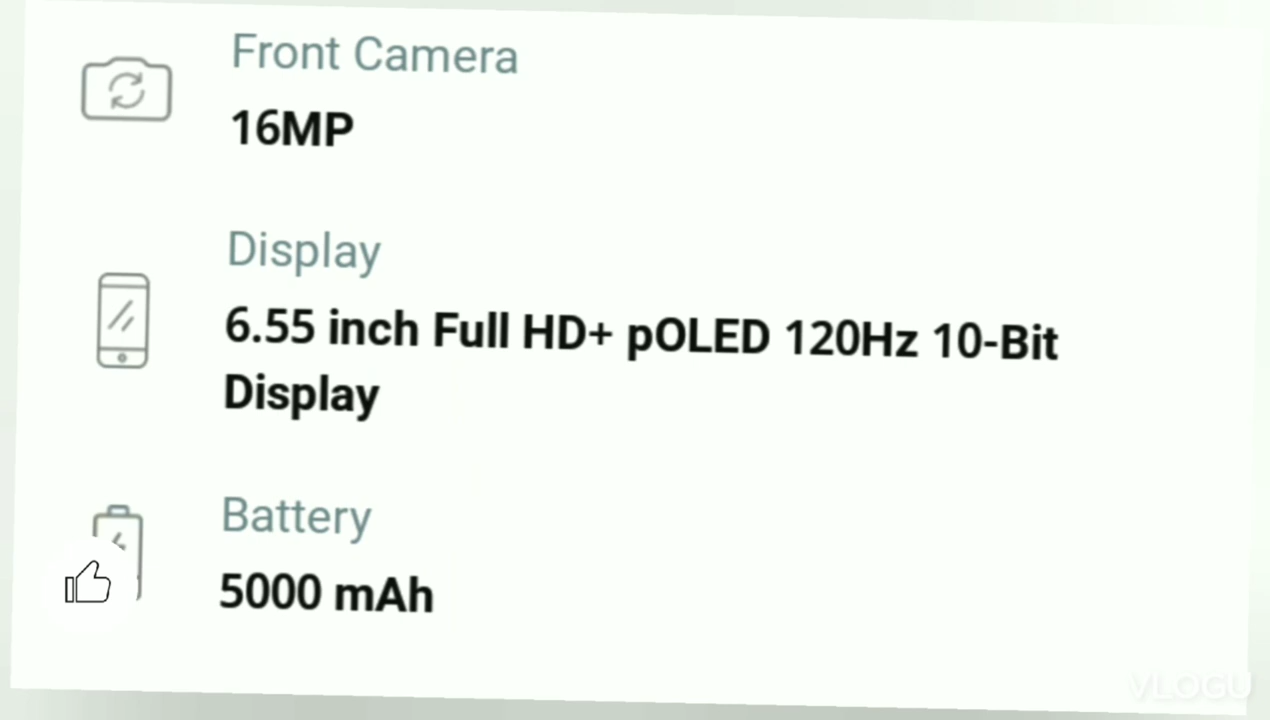 Front Camera
16MP
Display
6.55 inch Full HD+ pOLED 120Hz 10-Bit
Display
Battery
5000 mAh
VLOGU